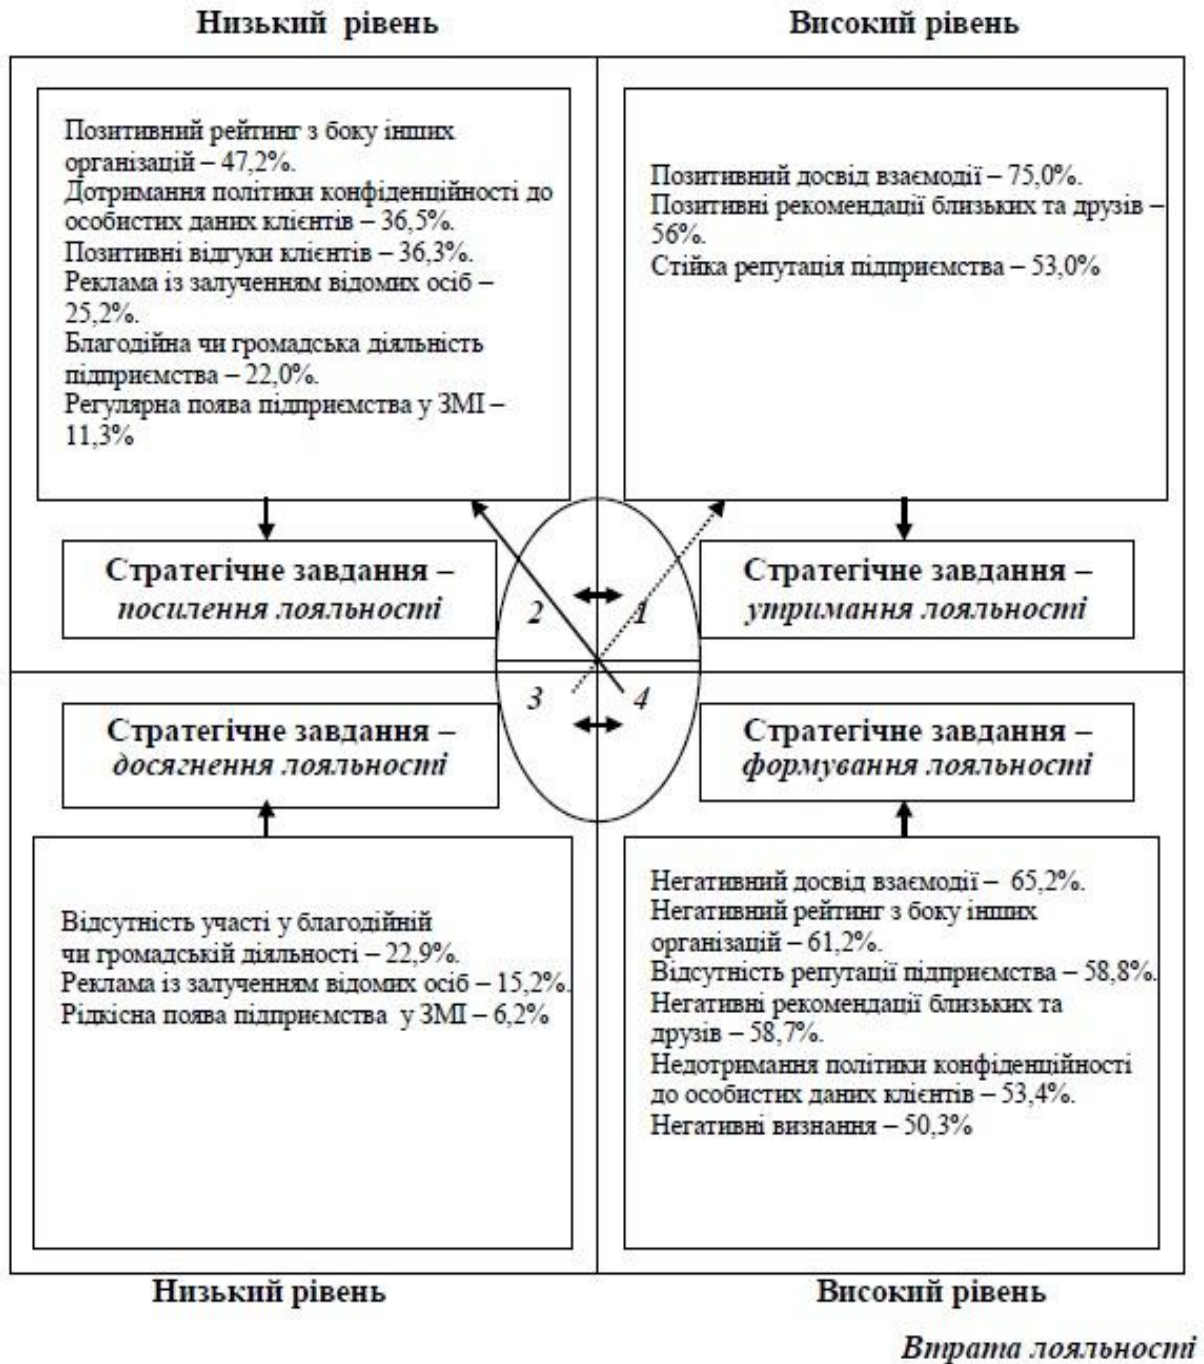 Низький рівень
Високий рівень
Позитивний рейтинг з боку інших
організацій – 47,2%.
Дотримання політики конфіденційності до
особистих даних клієнтів – 36,5%.
Позитивні відгуки клієнтів – 36,3%.
Реклама із залученням відомих осіб –
25,2%.
Благодійна чи громадська діяльність
підприємства – 22,0%.
Регулярна поява підприємства у ЗМІ –
11,3%
Позитивний досвід взаємодії – 75,0%.
Позитивні рекомендації близьких та друзів –
56%.
Стійка репутація підприємства – 53,0%
Стратегічне завдання –
посилення лояльності
2
1
Стратегічне завдання –
утримання лояльності
Стратегічне завдання –
досягнення лояльності
3
4
Стратегічне завдання –
формування лояльності
Відсутність участі у благодійній
чи громадській діяльності – 22,9%.
Реклама із залученням відомих осіб – 15,2%.
Рідкісна поява підприємства у ЗМІ – 6,2%
Негативний досвід взаємодії – 65,2%.
Негативний рейтинг з боку інших
організацій – 61,2%.
Відсутність репутації підприємства – 58,8%.
Негативні рекомендації близьких та
друзів – 58,7%.
Недотримання політики конфіденційності
до особистих даних клієнтів – 53,4%.
Негативні визнання – 50,3%
Низький рівень
Високий рівень
Втрата лояльності